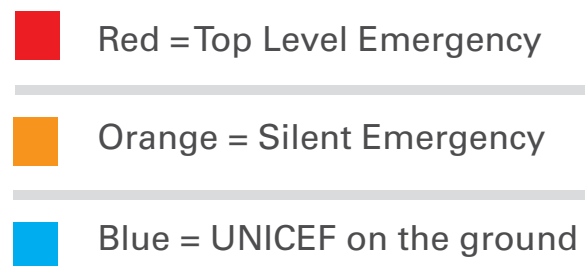 Red = Top Level Emergency
Orange = Silent Emergency
Blue = UNICEF on the ground